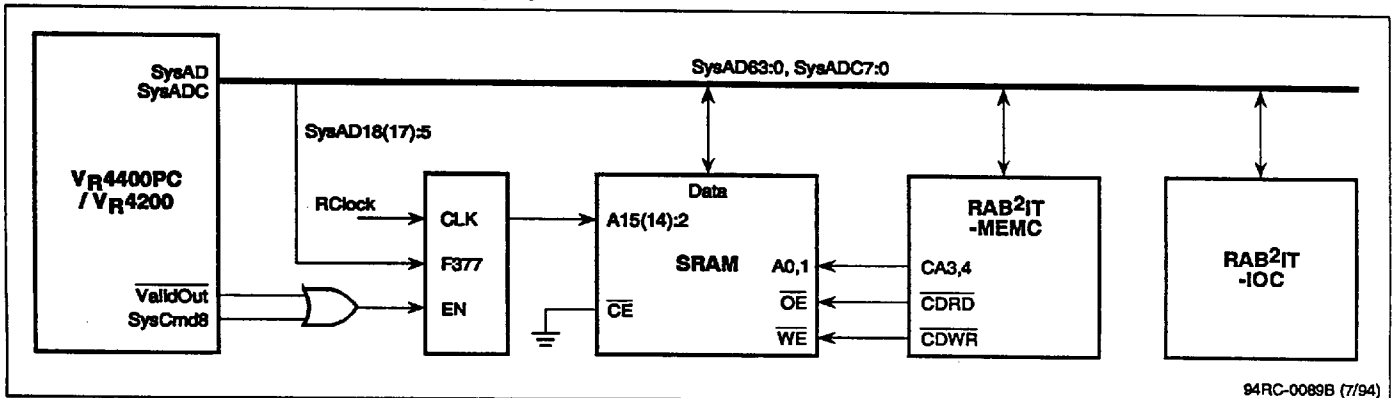 SysAD
SysADC
SysAD63:0, SysADC7:0
SysAD18(17):5
VR4400PC
/ VR4200
RClock
CLK
F377
EN
ValidOut
SysCmd8
Data
A15(14):2
SRAM
A0,1
CE
OE
WE
RAB²IT
-MEMC
CA3,4
CDRD
CDWR
RAB²IT
-IOC
94RC-0089B (7/94)